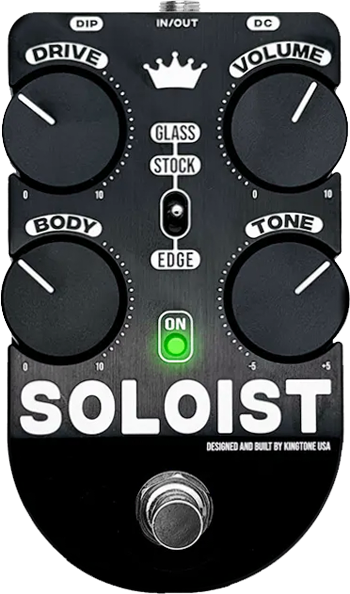 DIP IN/OUT DC
DRIVE VOLUME
GLASS
STOCK
0 10 0 10
BODY TONE
EDGE
ON
0 10 -5 +5
SOLOIST
DESIGNED AND BUILT BY KINGTONE USA